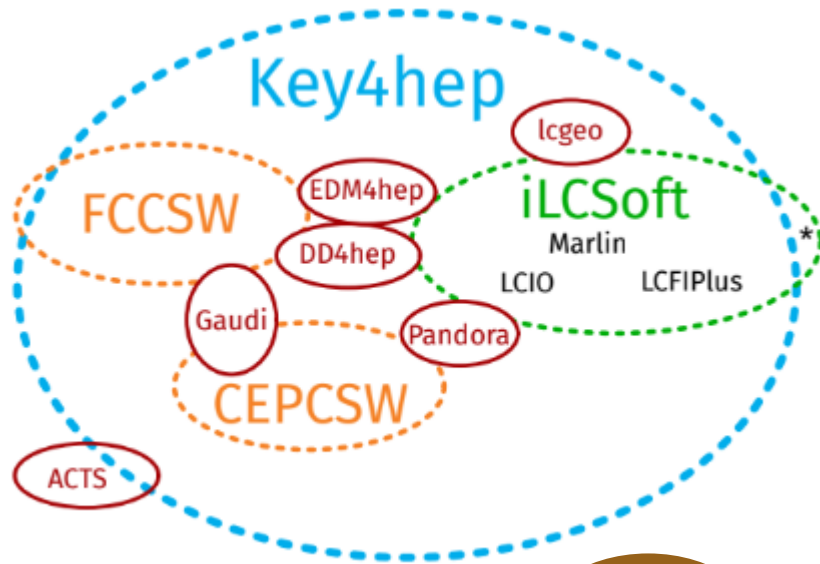 Key4hep
lcgeo
FCCSW
EDM4hep
iLCSoft
DD4hep
Marlin
*
LCIO
LCFIPlus
Gaudi
Pandora
CEPCSW
ACTS